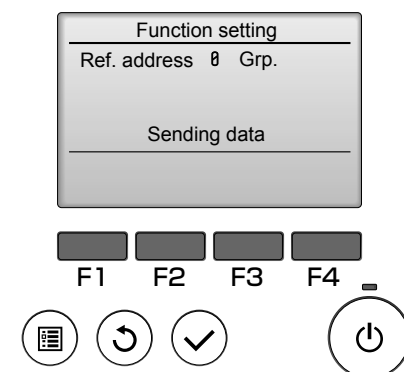 Function setting
Ref. address 0 Grp.
Sending data
F1 F2 F3 F4